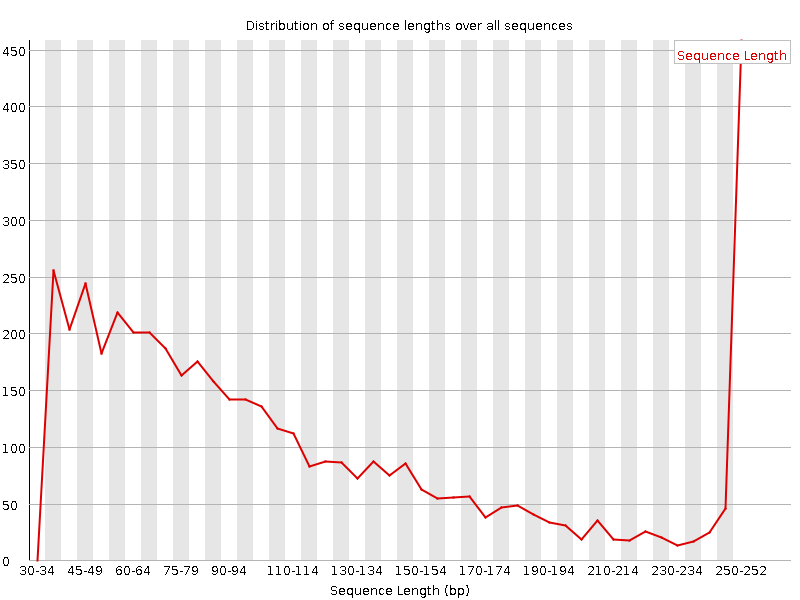 Distribution of sequence lengths over all sequences
Sequence Length
450
400
350
300
250
200
150
100
50
0
30-34 45-49 60-64 75-79 90-94 110-114 130-134 150-154 170-174 190-194 210-214 230-234 250-252
Sequence Length (bp)